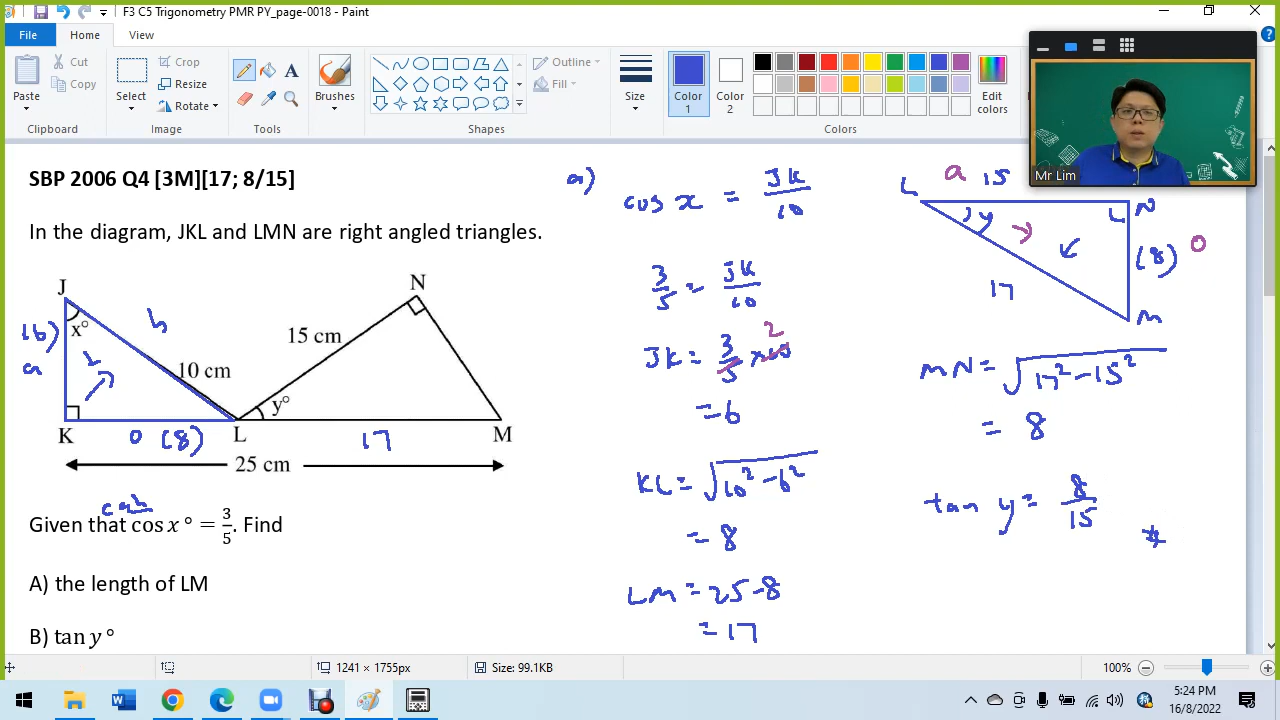 F3 C5 Trigonometry PMR PY_page-0018 - Paint
File Home View
Paste Cut Copy Clipboard
Select Crop Resize Rotate Image
A Tools
Brushes
Outline Fill Shapes
Size
Color 1 Color 2 Edit colors Colors
Mr Lim
SBP 2006 Q4 [3M][17; 8/15]
In the diagram, JKL and LMN are right angled triangles.
J
N
x°
(6)
a
h
15 cm
10 cm
y°
K
O (8)
L
17
M
25 cm
cah
Given that cos x° = 3/5. Find
A) the length of LM
B) tan y°
a)
cos x = JK/10
3/5 = JK/10
JK = 3/5 × 10
2
= 6
KL = √10² - 6²
= 8
LM = 25 - 8
= 17
L a 15 N
y
(8) O
17
M
MN = √17² - 15²
= 8
tan y = 8/15
1241 × 1755px
Size: 99.1KB
100%
5:24 PM
16/8/2022